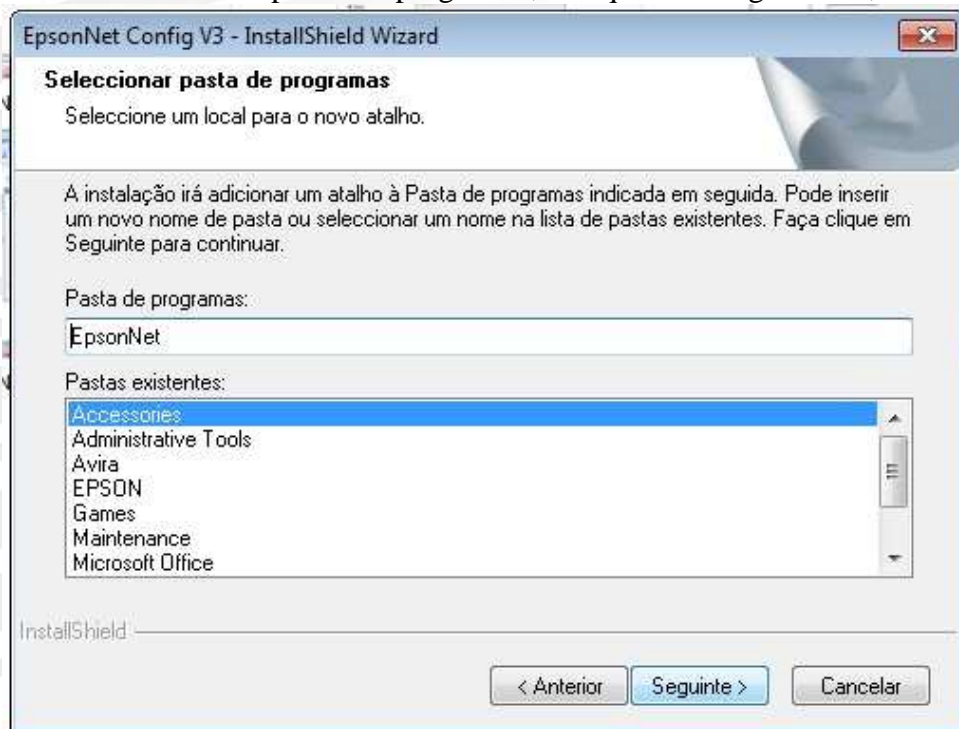 EpsonNet Config V3 - InstallShield Wizard
Seleccionar pasta de programas
Seleccione um local para o novo atalho.
A instalação irá adicionar um atalho à Pasta de programas indicada em seguida. Pode inserir
um novo nome de pasta ou seleccionar um nome na lista de pastas existentes. Faça clique em
Seguinte para continuar.
Pasta de programas:
EpsonNet
Pastas existentes:
Accessories
Administrative Tools
Avira
EPSON
Games
Maintenance
Microsoft Office
InstallShield
< Anterior
Seguinte >
Cancelar